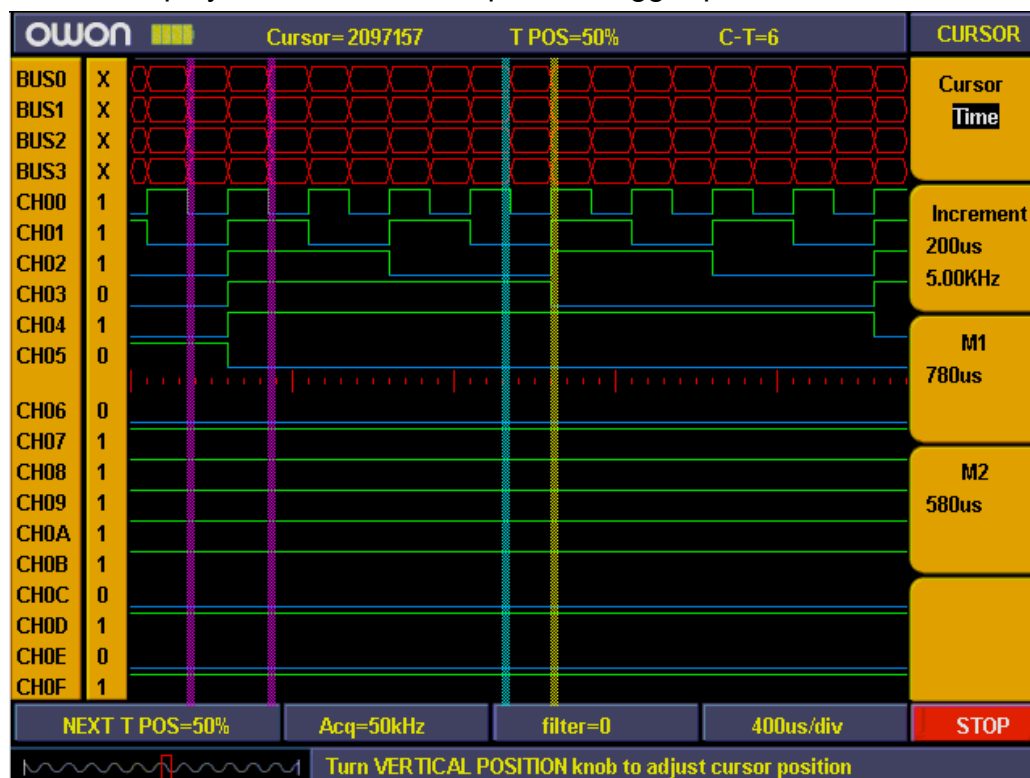 owon Cursor=2097157 T POS=50% C-T=6 CURSOR
BUS0 X
BUS1 X
BUS2 X
BUS3 X
CH00 1
CH01 1
CH02 1
CH03 0
CH04 1
CH05 0
CH06 0
CH07 1
CH08 1
CH09 1
CH0A 1
CH0B 1
CH0C 0
CH0D 1
CH0E 0
CH0F 1
Cursor
Time
Increment
200us
5.00KHz
M1
780us
M2
580us
NEXT T POS=50% Acq=50kHz filter=0 400us/div STOP
Turn VERTICAL POSITION knob to adjust cursor position